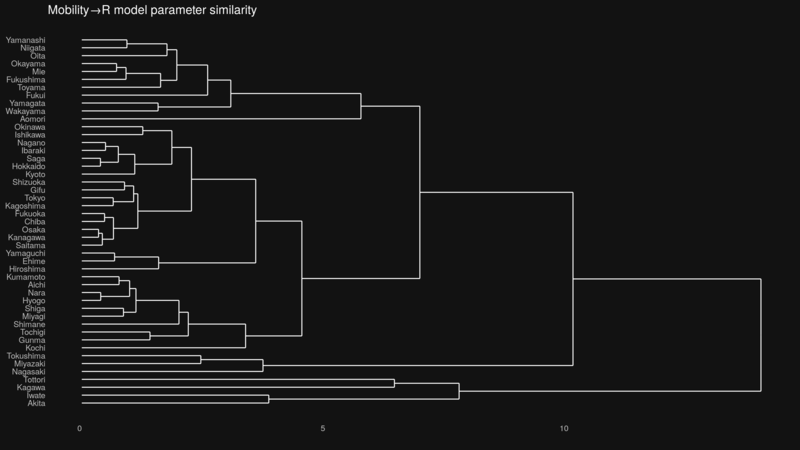 Mobility→R model parameter similarity
Yamanashi
Niigata
Oita
Okayama
Mie
Fukushima
Toyama
Fukui
Yamagata
Wakayama
Aomori
Okinawa
Ishikawa
Nagano
Ibaraki
Saga
Hokkaido
Kyoto
Shizuoka
Gifu
Tokyo
Kagoshima
Fukuoka
Chiba
Osaka
Kanagawa
Saitama
Yamaguchi
Ehime
Hiroshima
Kumamoto
Aichi
Nara
Hyogo
Shiga
Miyagi
Shimane
Tochigi
Gunma
Kochi
Tokushima
Miyazaki
Nagasaki
Tottori
Kagawa
Iwate
Akita
0 5 10